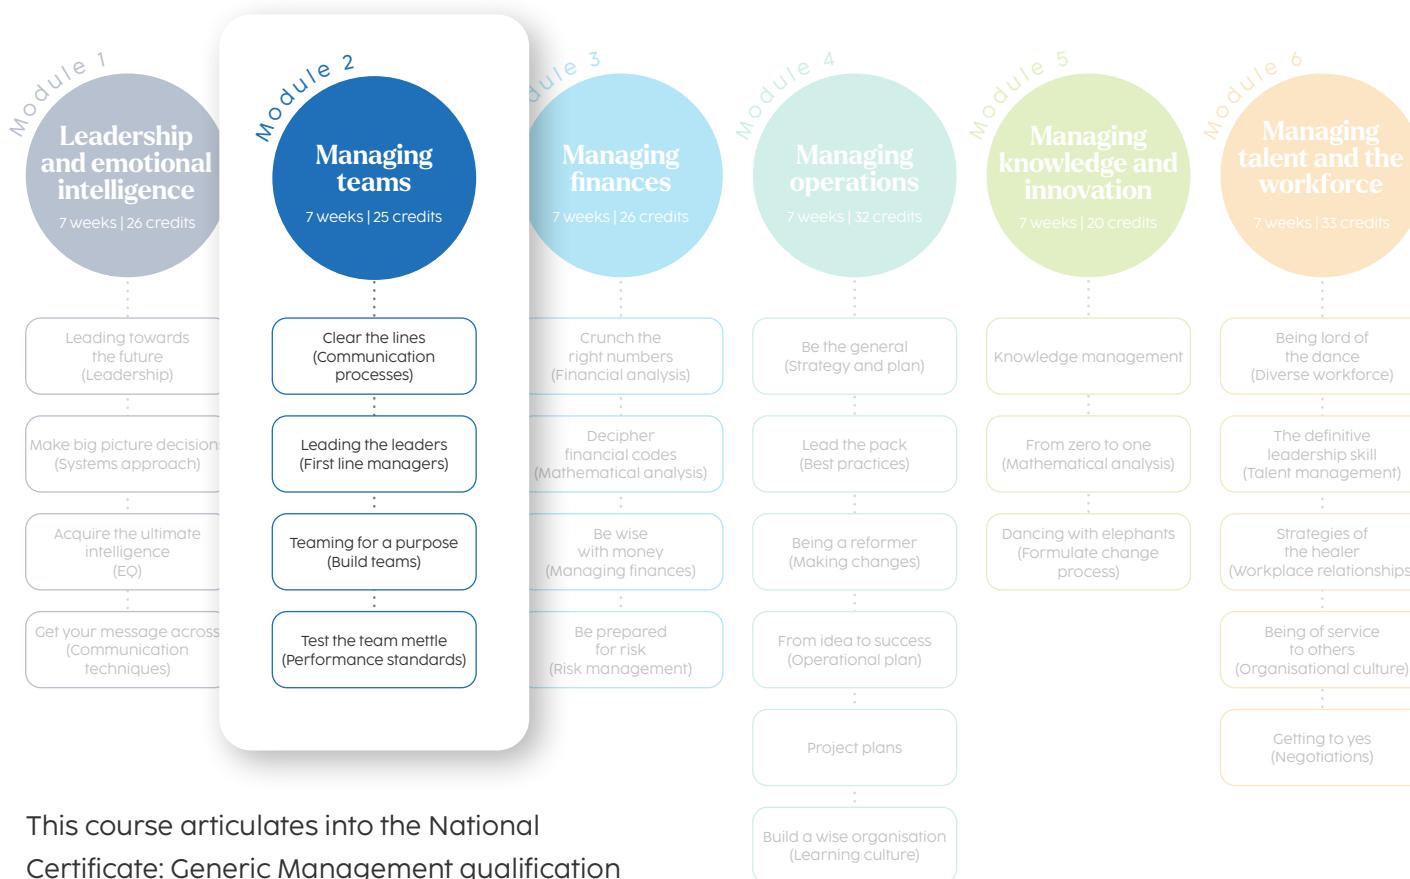 Module 1
Leadership
and emotional
intelligence
7 weeks | 26 credits
Leading towards
the future
(Leadership)
Make big picture decisions
(Systems approach)
Acquire the ultimate
intelligence
(EQ)
Get your message across
(Communication
techniques)
Module 2
Managing
teams
7 weeks | 25 credits
Clear the lines
(Communication
processes)
Leading the leaders
(First line managers)
Teaming for a purpose
(Build teams)
Test the team mettle
(Performance standards)
dule 3
Managing
finances
7 weeks | 26 credits
Crunch the
right numbers
(Financial analysis)
Decipher
financial codes
(Mathematical analysis)
Be wise
with money
(Managing finances)
Be prepared
for risk
(Risk management)
Module 4
Managing
operations
7 weeks | 32 credits
Be the general
(Strategy and plan)
Lead the pack
(Best practices)
Being a reformer
(Making changes)
From idea to success
(Operational plan)
Project plans
Build a wise organisation
(Learning culture)
Module 5
Managing
knowledge and
innovation
7 weeks | 20 credits
Knowledge management
From zero to one
(Mathematical analysis)
Dancing with elephants
(Formulate change
process)
Module 6
Managing
talent and the
workforce
7 weeks | 33 credits
Being lord of
the dance
(Diverse workforce)
The definitive
leadership skill
(Talent management)
Strategies of
the healer
(Workplace relationships
Being of service
to others
(Organisational culture)
Getting to yes
(Negotiations)
This course articulates into the National
Certificate: Generic Management qualification